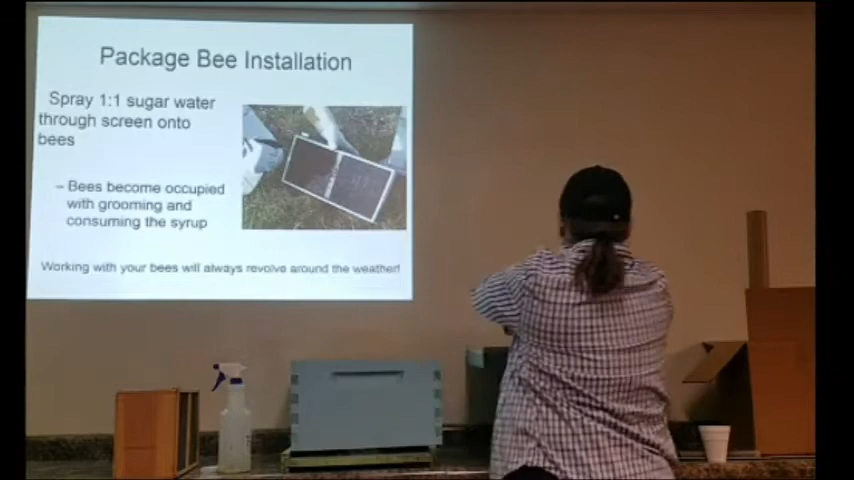 Package Bee Installation
Spray 1:1 sugar water
through screen onto
bees
– Bees become occupied
with grooming and
consuming the syrup
Working with your bees will always revolve around the weather!